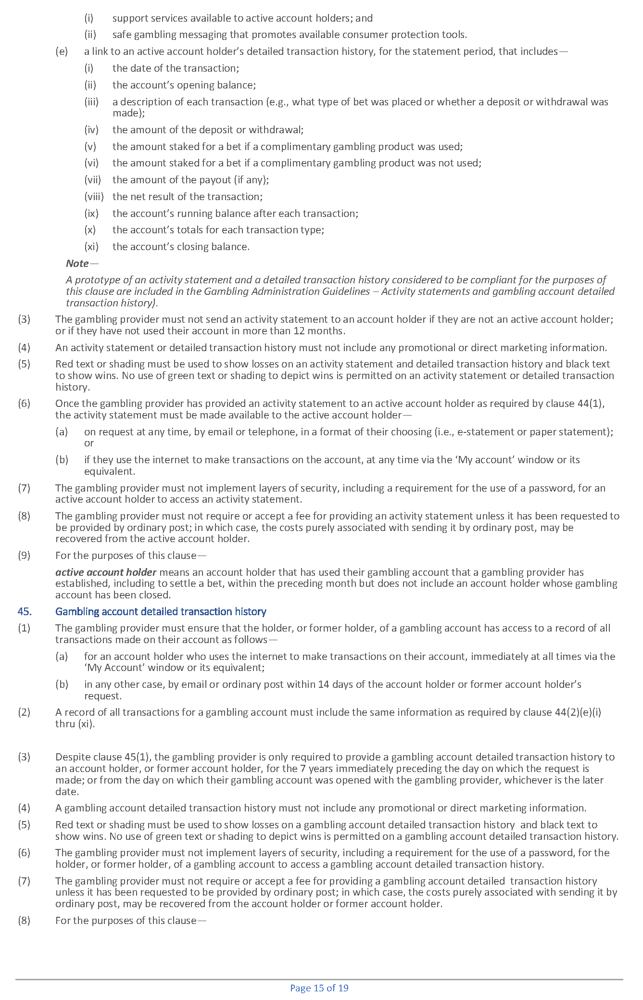 (i) support services available to active account holders; and
(ii) safe gambling messaging that promotes available consumer protection tools.
(e) a link to an active account holder’s detailed transaction history, for the statement period, that includes—
(i) the date of the transaction;
(ii) the account’s opening balance;
(iii) a description of each transaction (e.g., what type of bet was placed or whether a deposit or withdrawal was
made);
(iv) the amount of the deposit or withdrawal;
(v) the amount staked for a bet if a complimentary gambling product was used;
(vi) the amount staked for a bet if a complimentary gambling product was not used;
(vii) the amount of the payout (if any);
(viii) the net result of the transaction;
(ix) the account’s running balance after each transaction;
(x) the account’s totals for each transaction type;
(xi) the account’s closing balance.
Note—
A prototype of an activity statement and a detailed transaction history considered to be compliant for the purposes of
this clause are included in the Gambling Administration Guidelines – Activity statements and gambling account detailed
transaction history).
(3) The gambling provider must not send an activity statement to an account holder if they are not an active account holder;
or if they have not used their account in more than 12 months.
(4) An activity statement or detailed transaction history must not include any promotional or direct marketing information.
(5) Red text or shading must be used to show losses on an activity statement and detailed transaction history and black text
to show wins. No use of green text or shading to depict wins is permitted on an activity statement or detailed transaction
history.
(6) Once the gambling provider has provided an activity statement to an active account holder as required by clause 44(1),
the activity statement must be made available to the active account holder—
(a) on request at any time, by email or telephone, in a format of their choosing (i.e., e-statement or paper statement);
or
(b) if they use the internet to make transactions on the account, at any time via the ‘My account’ window or its
equivalent.
(7) The gambling provider must not implement layers of security, including a requirement for the use of a password, for an
active account holder to access an activity statement.
(8) The gambling provider must not require or accept a fee for providing an activity statement unless it has been requested to
be provided by ordinary post; in which case, the costs purely associated with sending it by ordinary post, may be
recovered from the active account holder.
(9) For the purposes of this clause—
active account holder means an account holder that has used their gambling account that a gambling provider has
established, including to settle a bet, within the preceding month but does not include an account holder whose gambling
account has been closed.
45. Gambling account detailed transaction history
(1) The gambling provider must ensure that the holder, or former holder, of a gambling account has access to a record of all
transactions made on their account as follows—
(a) for an account holder who uses the internet to make transactions on their account, immediately at all times via the
‘My Account’ window or its equivalent;
(b) in any other case, by email or ordinary post within 14 days of the account holder or former account holder’s
request.
(2) A record of all transactions for a gambling account must include the same information as required by clause 44(2)(e)(i)
thru (xi).
(3) Despite clause 45(1), the gambling provider is only required to provide a gambling account detailed transaction history to
an account holder, or former account holder, for the 7 years immediately preceding the day on which the request is
made; or from the day on which their gambling account was opened with the gambling provider, whichever is the later
date.
(4) A gambling account detailed transaction history must not include any promotional or direct marketing information.
(5) Red text or shading must be used to show losses on a gambling account detailed transaction history and black text to
show wins. No use of green text or shading to depict wins is permitted on a gambling account detailed transaction history.
(6) The gambling provider must not implement layers of security, including a requirement for the use of a password, for the
holder, or former holder, of a gambling account to access a gambling account detailed transaction history.
(7) The gambling provider must not require or accept a fee for providing a gambling account detailed transaction history
unless it has been requested to be provided by ordinary post; in which case, the costs purely associated with sending it by
ordinary post, may be recovered from the account holder or former account holder.
(8) For the purposes of this clause—
Page 15 of 19